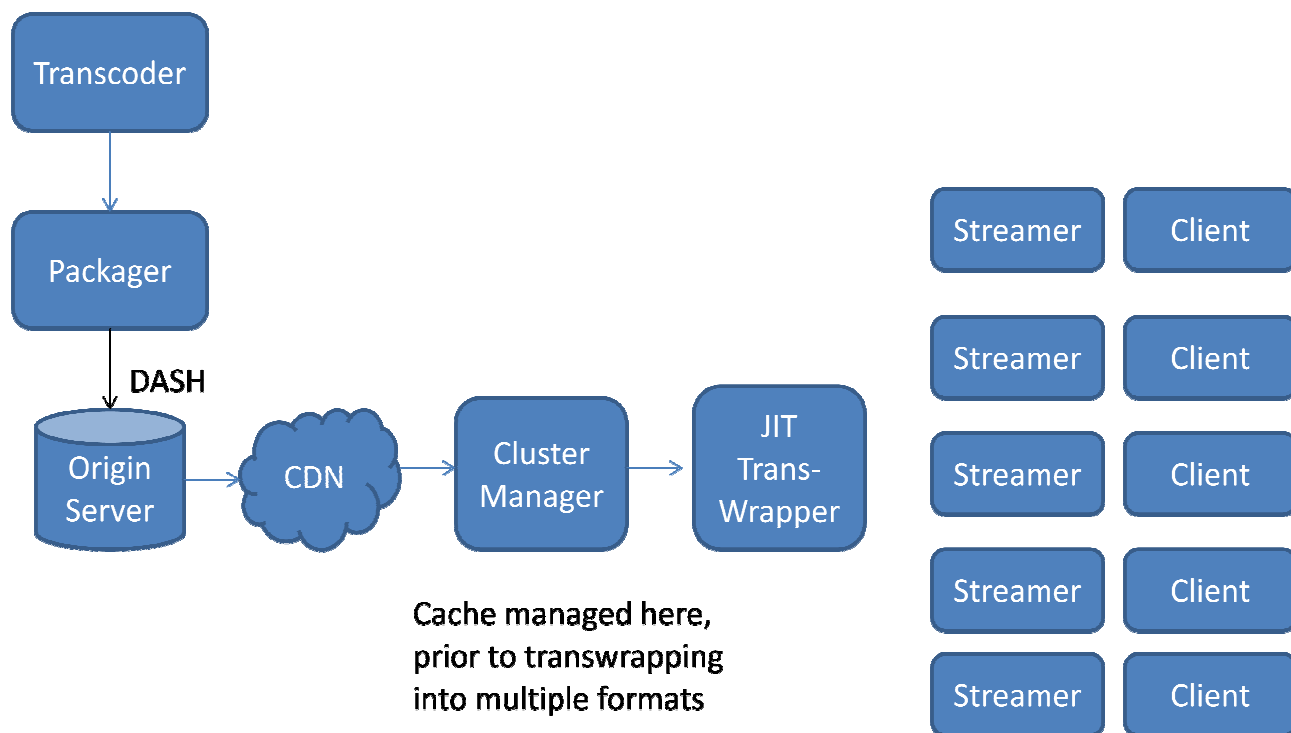 Transcoder
Packager
DASH
Origin
Server
CDN
Cluster
Manager
JIT
Trans-
Wrapper
Cache managed here,
prior to transwrapping
into multiple formats
Streamer
Client
Streamer
Client
Streamer
Client
Streamer
Client
Streamer
Client